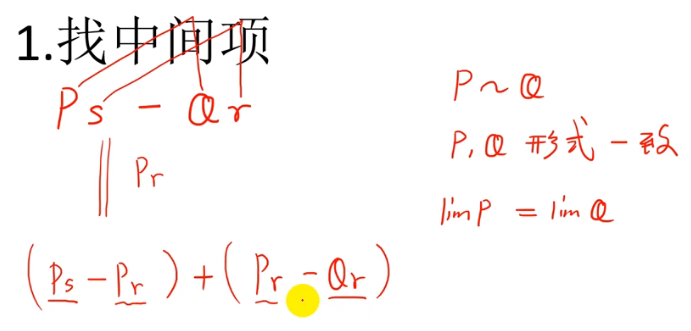 1.找中间项
Ps - Qr
P ~ Q
P, Q 形式一致
|| Pr
lim P = lim Q
(Ps - Pr) + (Pr - Qr)